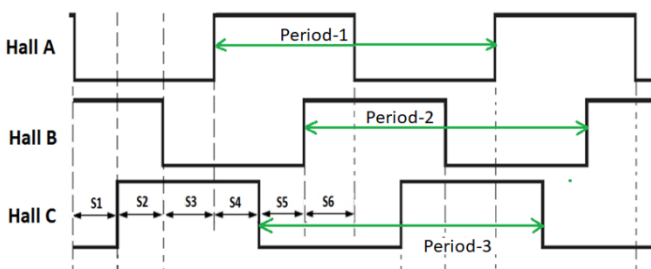 Hall A
Period-1
Hall B
Period-2
Hall C
S1 S2 S3 S4 S5 S6
Period-3